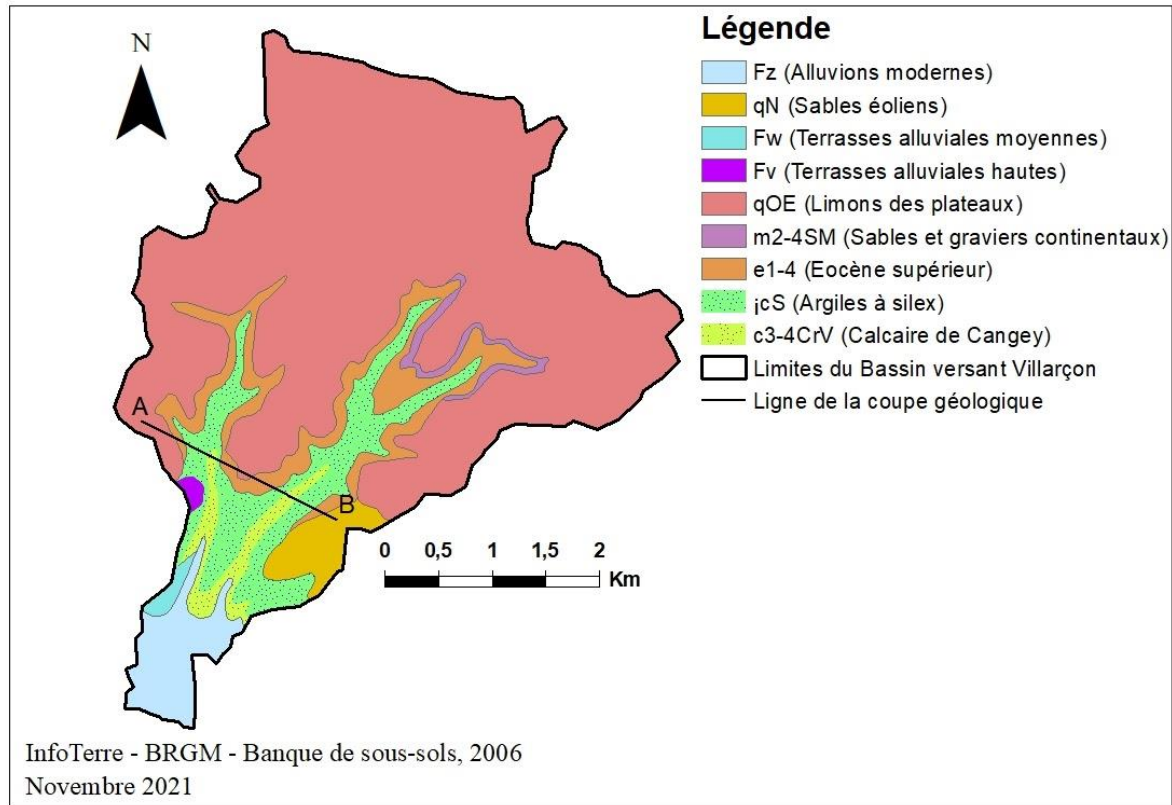 N
Légende
Fz (Alluvions modernes)
qN (Sables éoliens)
Fw (Terrasses alluviales moyennes)
Fv (Terrasses alluviales hautes)
qOE (Limons des plateaux)
m2-4SM (Sables et graviers continentaux)
e1-4 (Eocène supérieur)
¡cS (Argiles à silex)
c3-4CrV (Calcaire de Cangey)
Limites du Bassin versant Villarçon
Ligne de la coupe géologique
A
B
0 0,5 1 1,5 2
Km
InfoTerre - BRGM - Banque de sous-sols, 2006
Novembre 2021